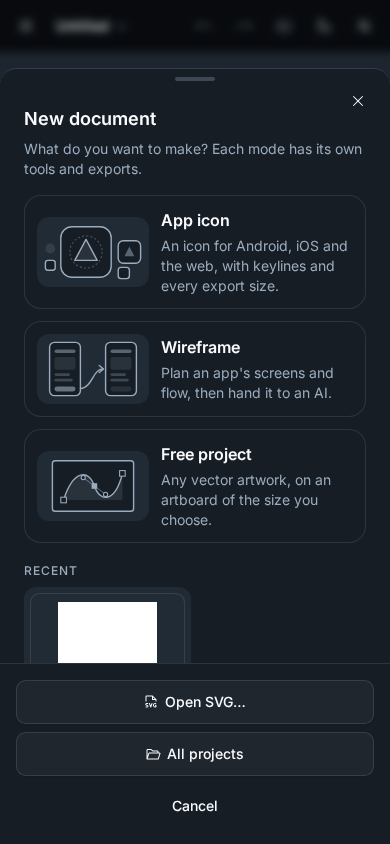 New document
What do you want to make? Each mode has its own
tools and exports.
App icon
An icon for Android, iOS and
the web, with keylines and
every export size.
Wireframe
Plan an app's screens and
flow, then hand it to an AI.
Free project
Any vector artwork, on an
artboard of the size you
choose.
RECENT
SVG Open SVG...
All projects
Cancel